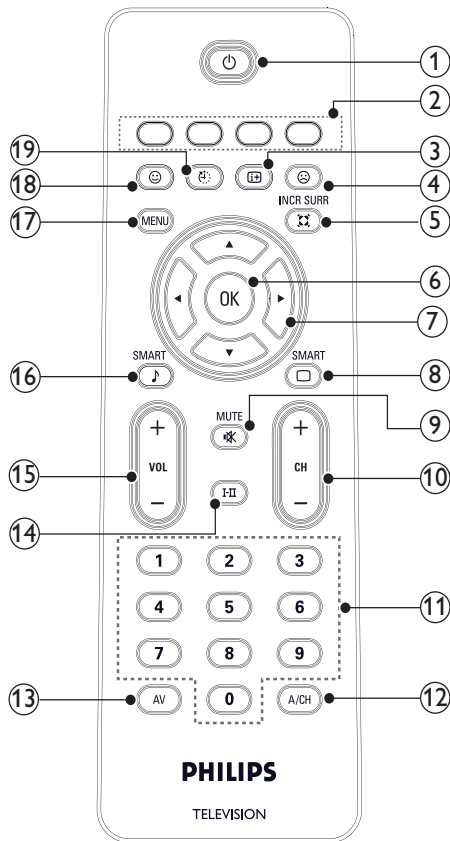 1
2
19
3
18
4
INCR SURR
17
MENU
5
6
OK
7
SMART
SMART
16
8
MUTE
9
+
+
15
VOL
CH
10
−
−
I-II
14
1 2 3
4 5 6
11
7 8 9
13
AV
0
A/CH
12
PHILIPS
TELEVISION